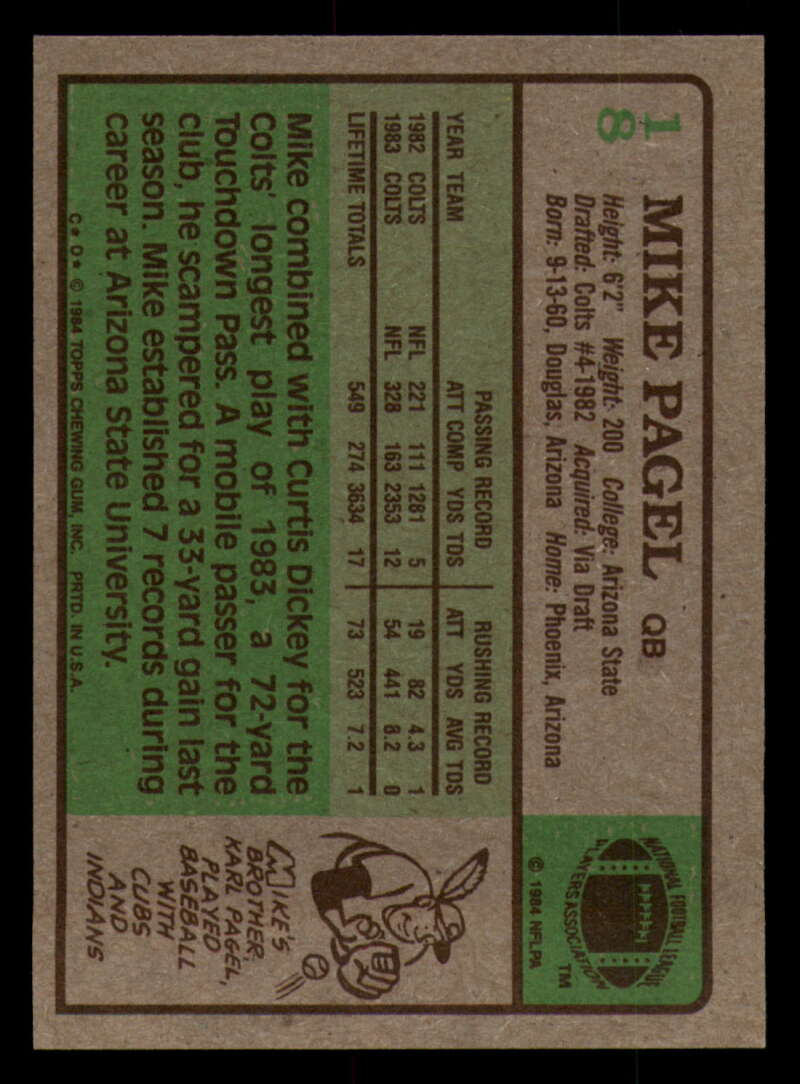 18
MIKE PAGEL QB
Height: 6'2" Weight: 200 College: Arizona State
Drafted: Colts #4-1982 Acquired: Via Draft
Born: 9-13-60, Douglas, Arizona Home: Phoenix, Arizona
NATIONAL FOOTBALL LEAGUE
PLAYERS ASSOCIATION
TM
© 1984 NFLPA
PASSING RECORD RUSHING RECORD
YEAR TEAM ATT COMP YDS TDS ATT YDS AVG TDS
1982 COLTS NFL 221 111 1281 5 19 82 4.3 1
1983 COLTS NFL 328 163 2353 12 54 441 8.2 0
LIFETIME TOTALS 549 274 3634 17 73 523 7.2 1
Mike combined with Curtis Dickey for the
Colts' longest play of 1983, a 72-yard
Touchdown Pass. A mobile passer for the
club, he scampered for a 33-yard gain last
season. Mike established 7 records during
career at Arizona State University.
C* D* © 1984 TOPPS CHEWING GUM, INC. PRTD. IN U.S.A.
MIKE'S
BROTHER,
KARL PAGEL,
PLAYED
BASEBALL
WITH
CUBS
AND
INDIANS